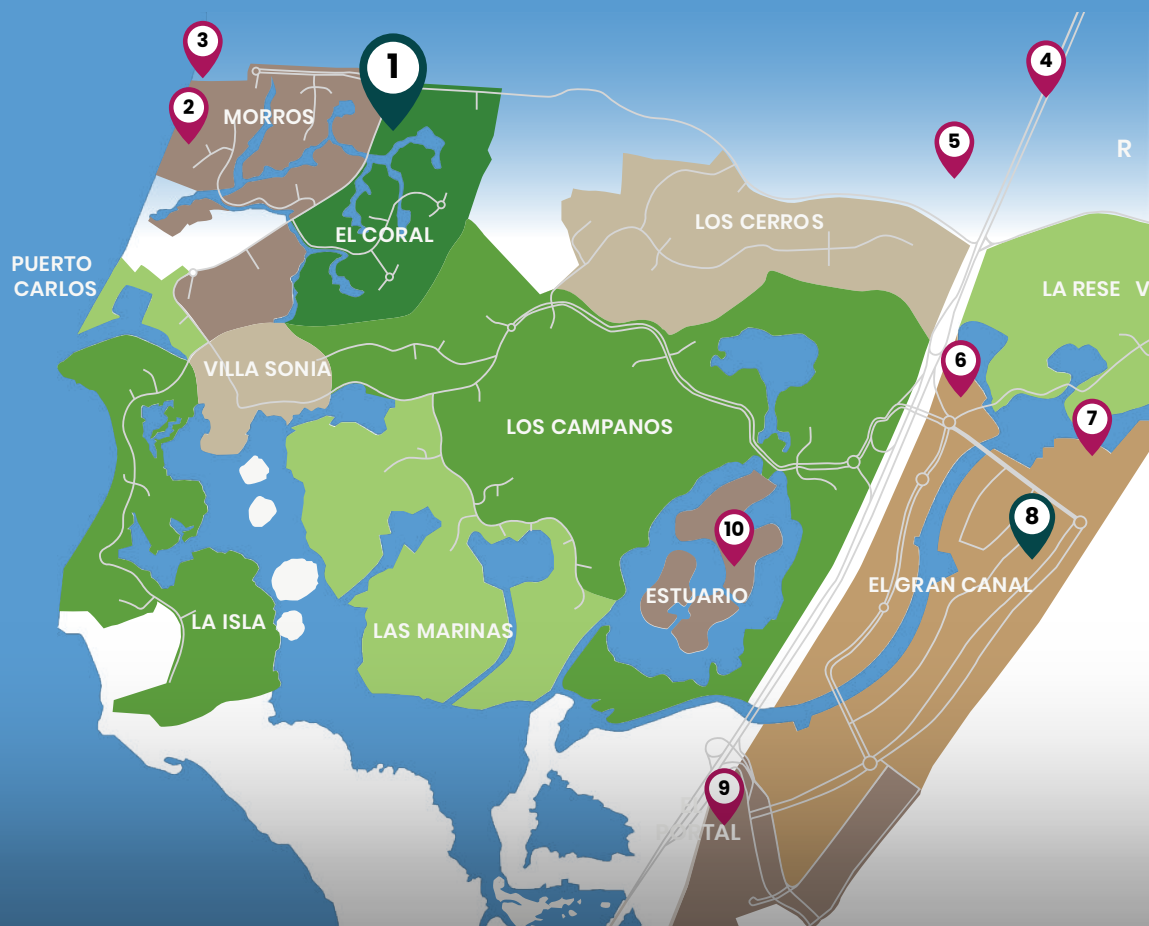 3
1
4
2
MORROS
5
R
LOS CERROS
EL CORAL
PUERTO
CARLOS
LA RESE V
6
VILLA SONIA
7
LOS CAMPANOS
8
10
EL GRAN CANAL
ESTUARIO
LA ISLA
LAS MARINAS
9
PORTAL